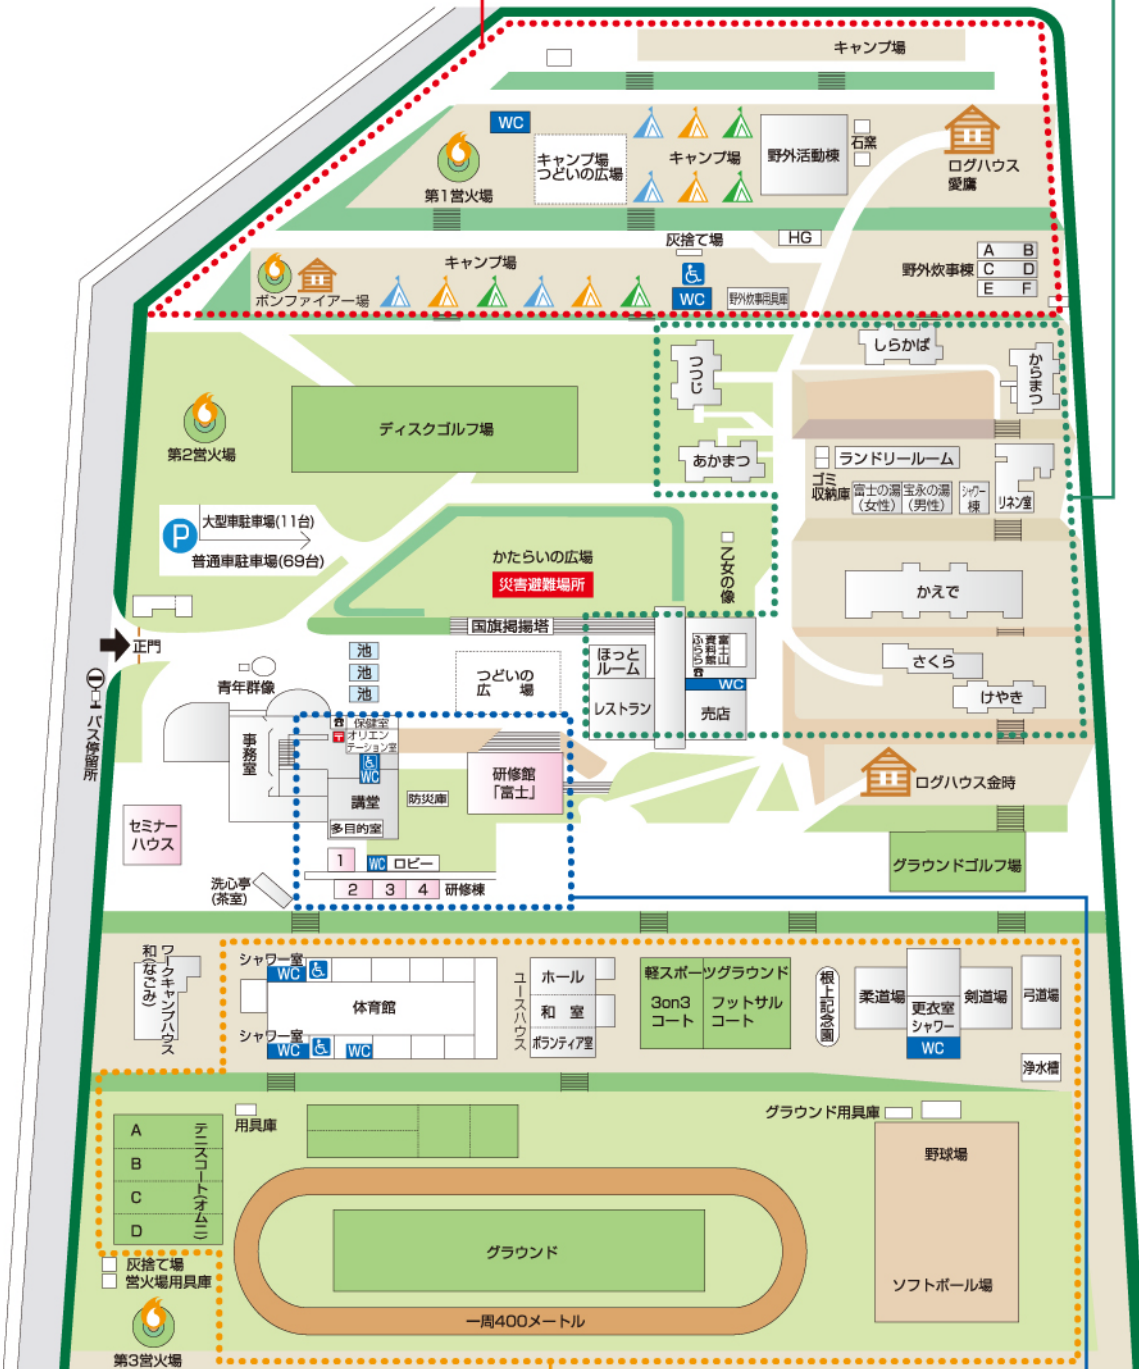 キャンプ場
WC
キャンプ場
つどいの広場
キャンプ場
野外活動棟
石窯
ログハウス
愛鷹
第1営火場
灰捨て場
HG
キャンプ場
野外炊事棟
A B
C D
E F
ボンファイアー場
WC
野外炊事用具庫
しらかば
つつじ
からまつ
ディスクゴルフ場
第2営火場
あかまつ
ランドリールーム
ゴミ
収納庫
富士の湯
(女性)
宝永の湯
(男性)
シャワー
棟
リネン室
P
大型車駐車場(11台)
普通車駐車場(69台)
かたらいの広場
災害避難場所
乙女の像
かえで
国旗掲揚塔
正門
池
池
池
つどいの
広 場
ほっと
ルーム
富士山
資料館
ふらら
WC
レストラン
売店
さくら
けやき
青年群像
バス停留所
事務室
保健室
オリエン
テーション室
WC
講堂
多目的室
防災庫
研修館
「富士」
ログハウス金時
セミナー
ハウス
1
WC
ロビー
2
3
4
研修棟
洗心亭
(茶室)
グラウンドゴルフ場
ワークキャンプハウス
和(なごみ)
シャワー室
WC
体育館
シャワー室
WC
WC
ユースハウス
ホール
和 室
ボランティア室
軽スポーツグラウンド
3on3
コート
フットサル
コート
根上記念園
柔道場
更衣室
シャワー
WC
剣道場
弓道場
浄水槽
用具庫
グラウンド用具庫
A
B
C
D
テニスコート(オムニ)
野球場
グラウンド
ソフトボール場
一周400メートル
灰捨て場
営火場用具庫
第3営火場